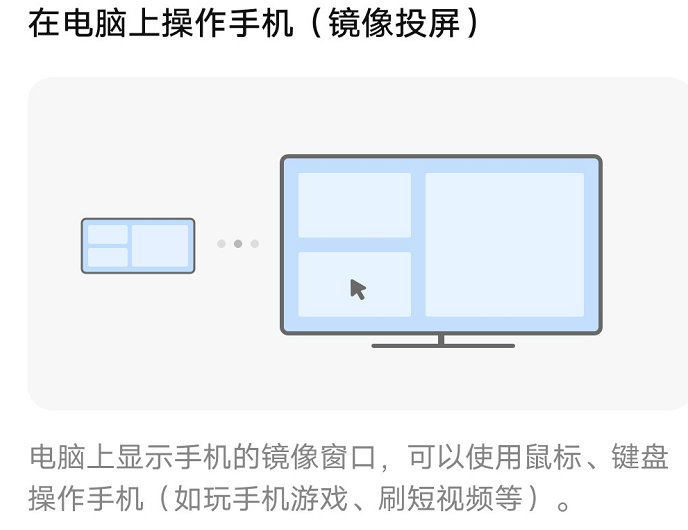 在电脑上操作手机（镜像投屏）
电脑上显示手机的镜像窗口，可以使用鼠标、键盘
操作手机（如玩手机游戏、刷短视频等）。